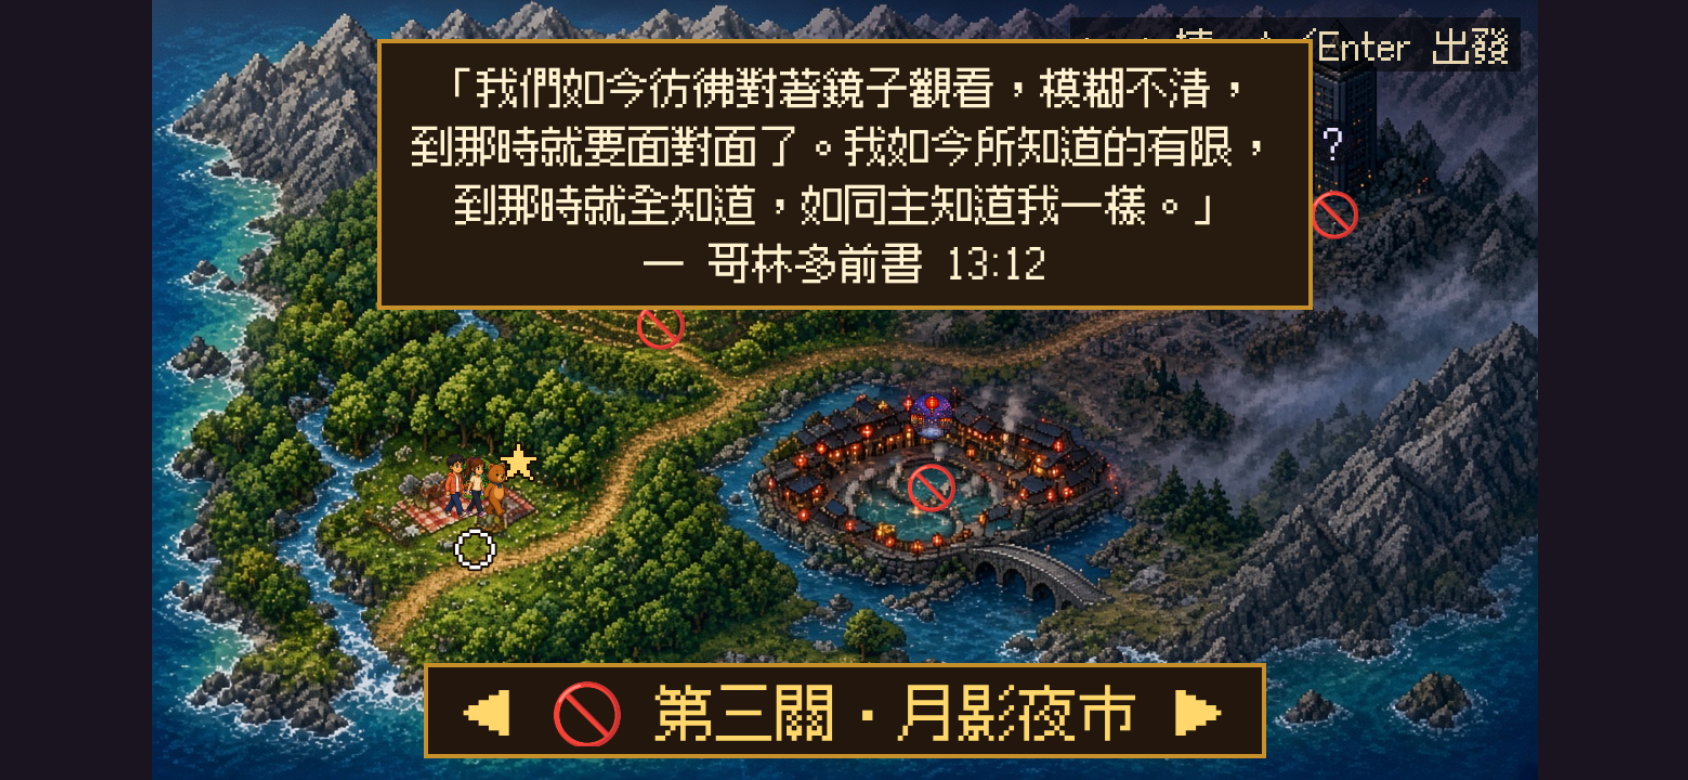 Enter 出發
「我們如今彷彿對著鏡子觀看，模糊不清，
到那時就要面對面了。我如今所知道的有限，
到那時就全知道，如同主知道我一樣。」
— 哥林多前書 13:12
?
第三關·月影夜市